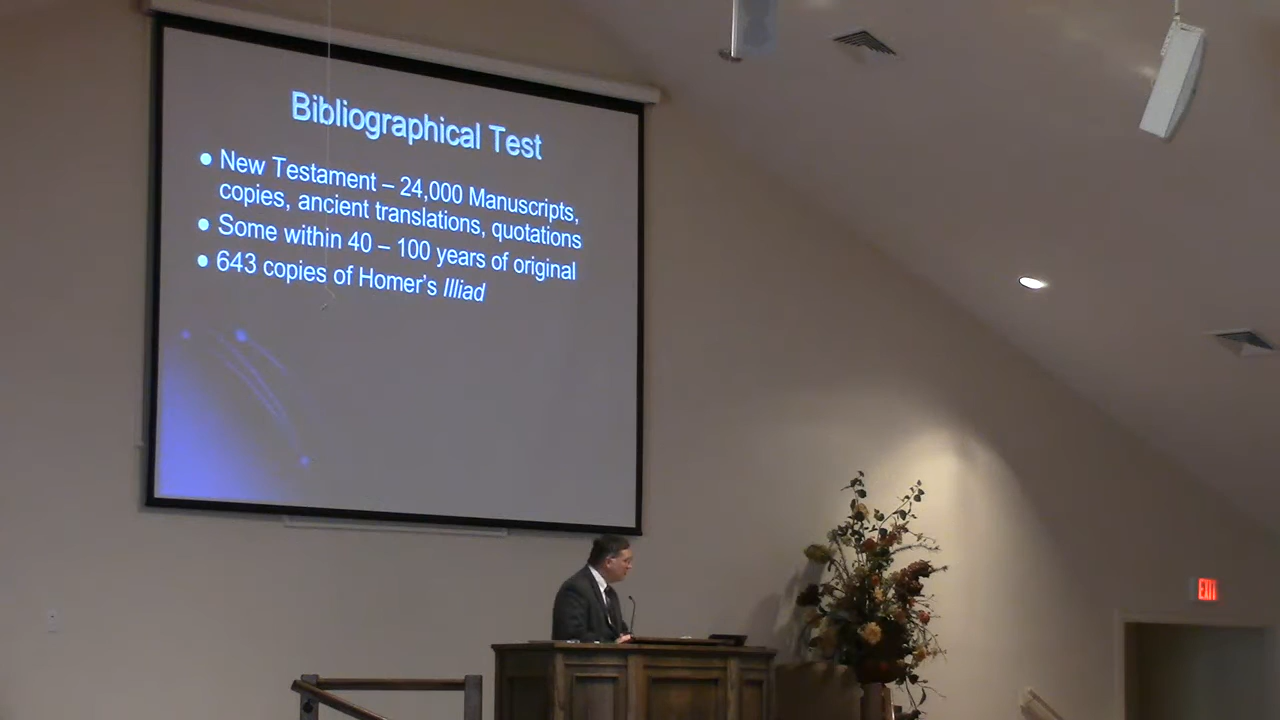 Bibliographical Test
● New Testament – 24,000 Manuscripts,
copies, ancient translations, quotations
● Some within 40 – 100 years of original
● 643 copies of Homer's Illiad
EXIT